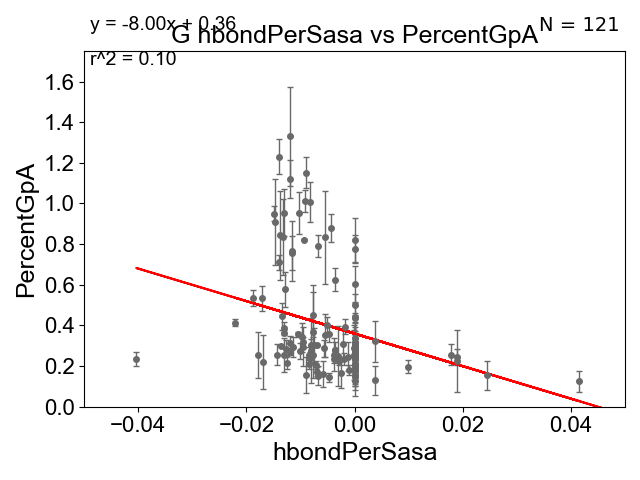 y = -8.00x + 0.36
G hbondPerSasa vs PercentGpA
N = 121
r^2 = 0.10
PercentGpA
1.6
1.4
1.2
1.0
0.8
0.6
0.4
0.2
0.0
−0.04
−0.02
0.00
0.02
0.04
hbondPerSasa